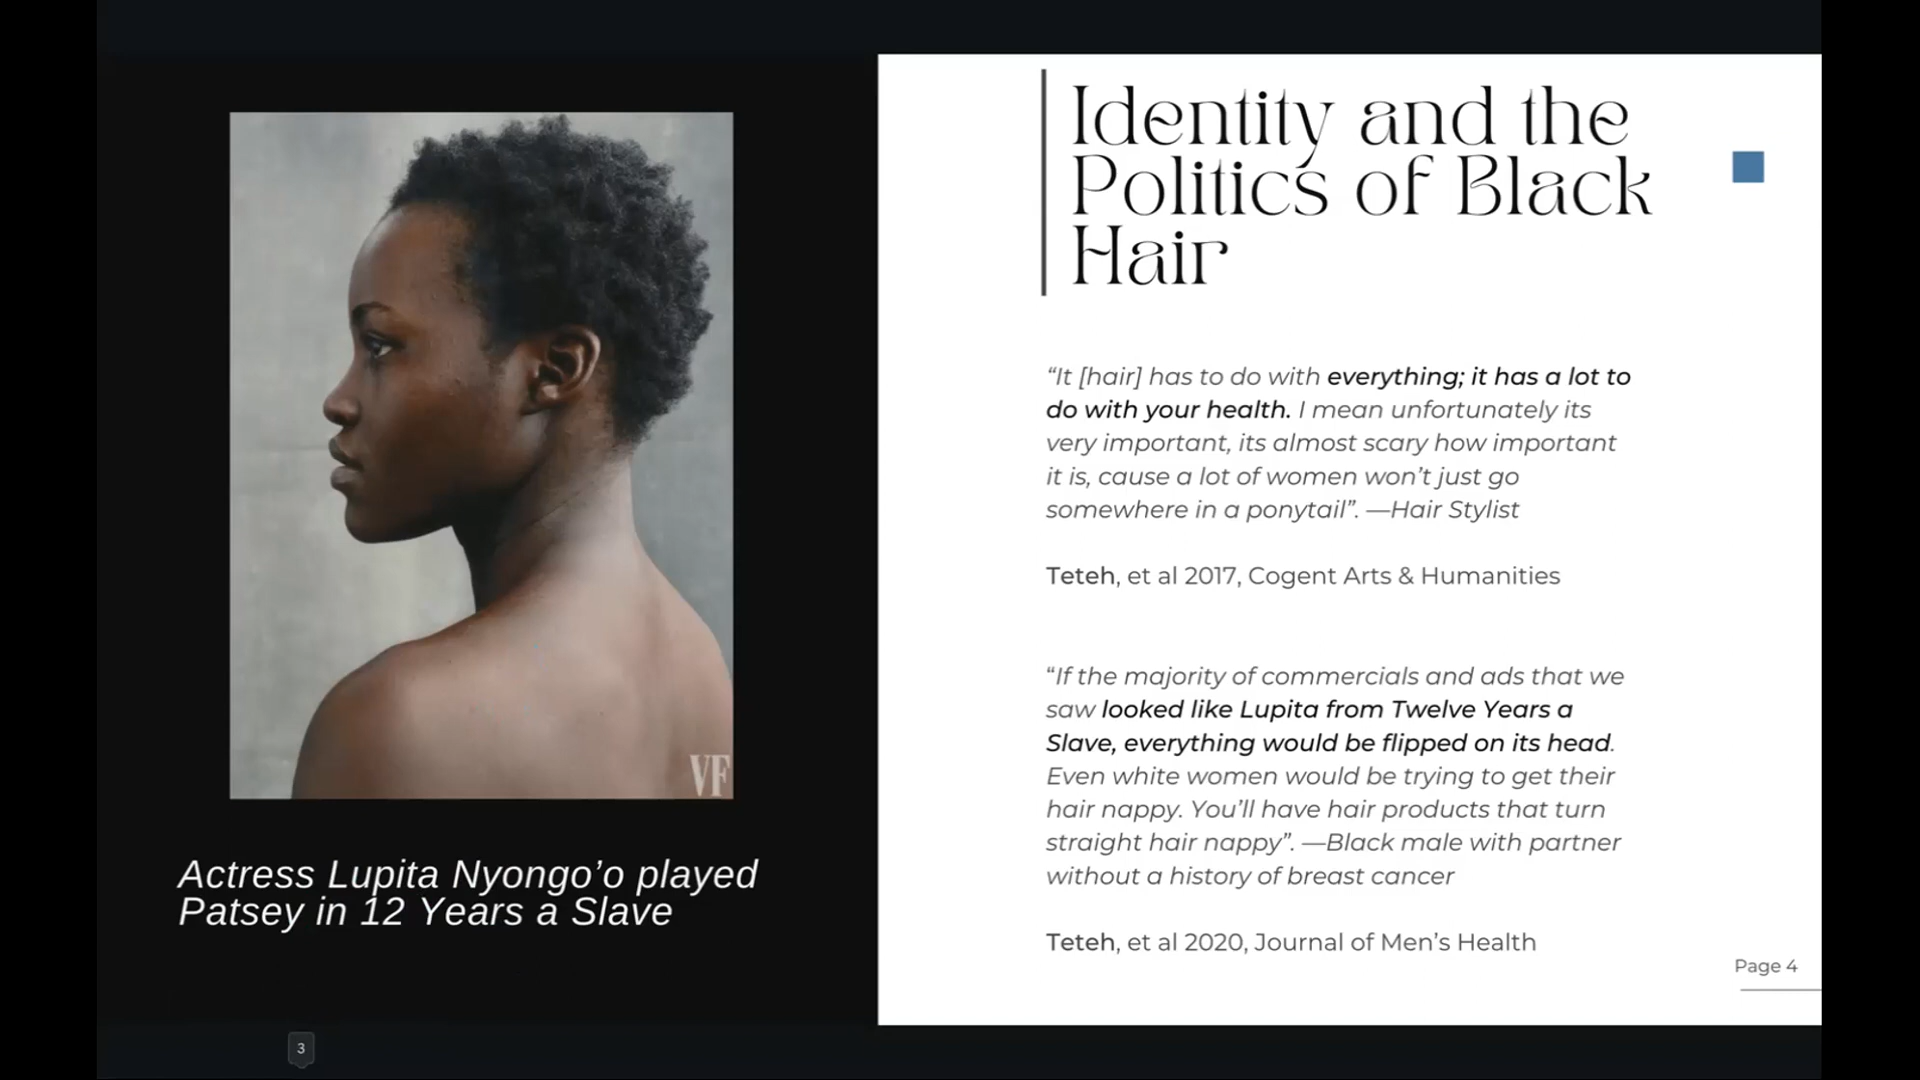 Identity and the
Politics of Black
Hair
“It [hair] has to do with everything; it has a lot to
do with your health. I mean unfortunately its
very important, its almost scary how important
it is, cause a lot of women won’t just go
somewhere in a ponytail”. —Hair Stylist
Teteh, et al 2017, Cogent Arts & Humanities
“If the majority of commercials and ads that we
saw looked like Lupita from Twelve Years a
Slave, everything would be flipped on its head.
Even white women would be trying to get their
hair nappy. You’ll have hair products that turn
straight hair nappy”. —Black male with partner
without a history of breast cancer
Teteh, et al 2020, Journal of Men’s Health
Page 4
VF
Actress Lupita Nyongo’o played
Patsey in 12 Years a Slave
3